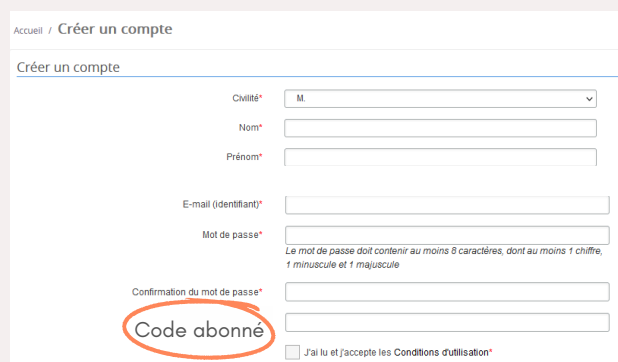 Accueil / Créer un compte
Créer un compte
Civilité* M.
Nom*
Prénom*
E-mail (identifiant)*
Mot de passe*
Le mot de passe doit contenir au moins 8 caractères, dont au moins 1 chiffre,
1 minuscule et 1 majuscule
Confirmation du mot de passe*
Code abonné
J'ai lu et j'accepte les Conditions d'utilisation*